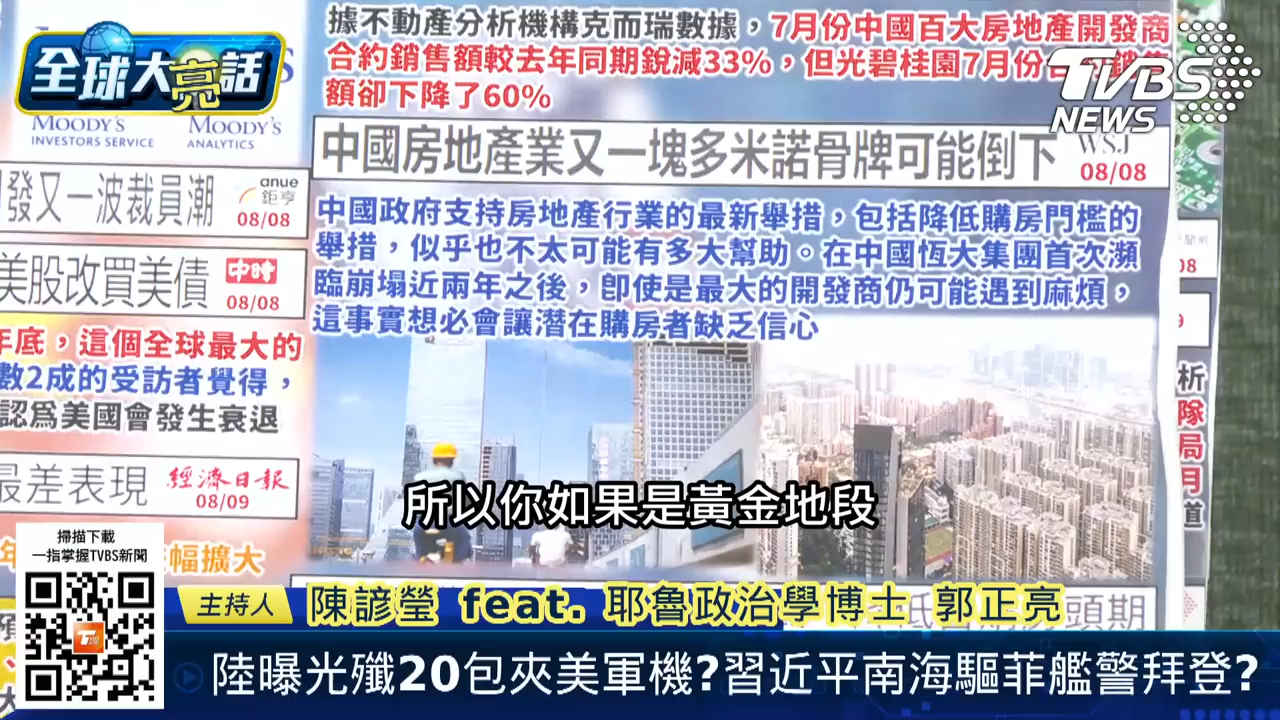 全球大亮話
據不動產分析機構克而瑞數據，7月份中國百大房地產開發商
合約銷售額較去年同期銳減33%，但光碧桂園7月份
額卻下降了60%
TVBS
NEWS
MOODY'S
INVESTORS SERVICE
MOODY'S
ANALYTICS
中國房地產業又一塊多米諾骨牌可能倒下
WSJ
08/08
發又一波裁員潮
anue
鉅亨
08/08
中國政府支持房地產行業的最新舉措，包括降低購房門檻的
舉措，似乎也不太可能有多大幫助。在中國恆大集團首次瀕
臨崩塌近兩年之後，即使是最大的開發商仍可能遇到麻煩，
這事實想必會讓潛在購房者缺乏信心
美股改買美債
中時
08/08
年底，這個全球最大的
數2成的受訪者覺得，
認為美國會發生衰退
最差表現
經濟日報
08/09
幅擴大
析
隊
局
月
道
所以你如果是黃金地段
掃描下載
一指掌握TVBS新聞
主持人
陳諺瑩 feat. 耶魯政治學博士 郭正亮
頭期
陸曝光殲20包夾美軍機?習近平南海驅菲艦警拜登?